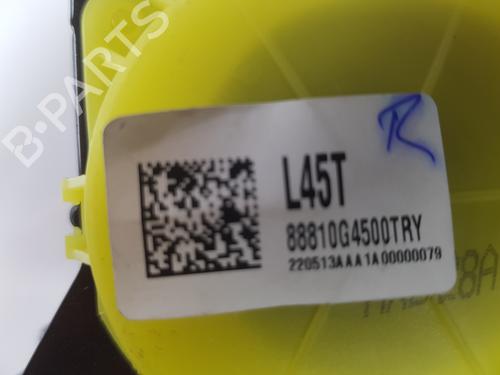 B-PARTS
R
L45T
88810G4500TRY
220513AAA1A00000079